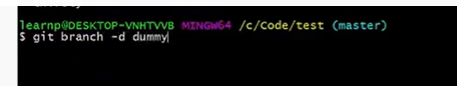 learnp@DESKTOP-VNHTVVB MINGW64 /c/Code/test (master)
$ git branch -d dummy